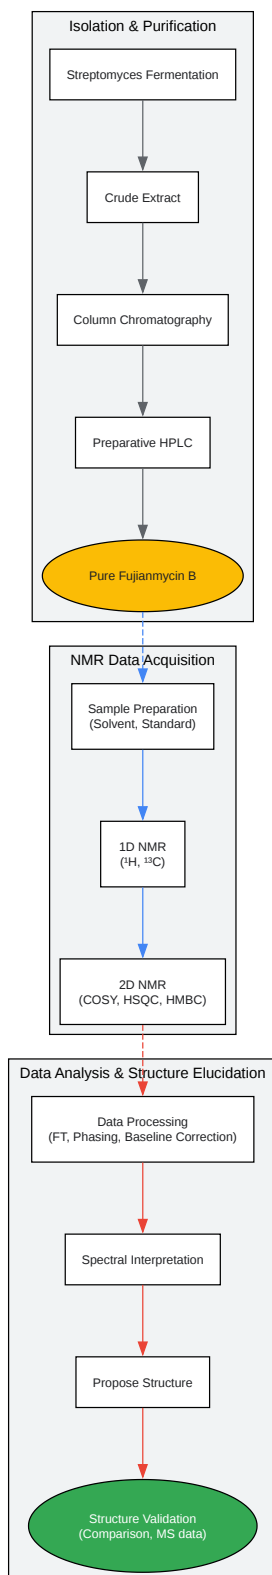 Isolation & Purification
Streptomyces Fermentation
Crude Extract
Column Chromatography
Preparative HPLC
Pure Fujianmycin B
NMR Data Acquisition
Sample Preparation
(Solvent, Standard)
1D NMR
(¹H, ¹³C)
2D NMR
(COSY, HSQC, HMBC)
Data Analysis & Structure Elucidation
Data Processing
(FT, Phasing, Baseline Correction)
Spectral Interpretation
Propose Structure
Structure Validation
(Comparison, MS data)